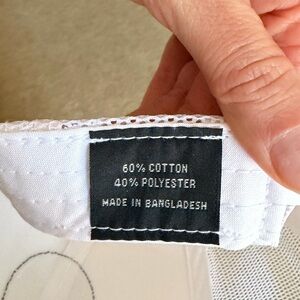 60% COTTON
40% POLYESTER
MADE IN BANGLADESH